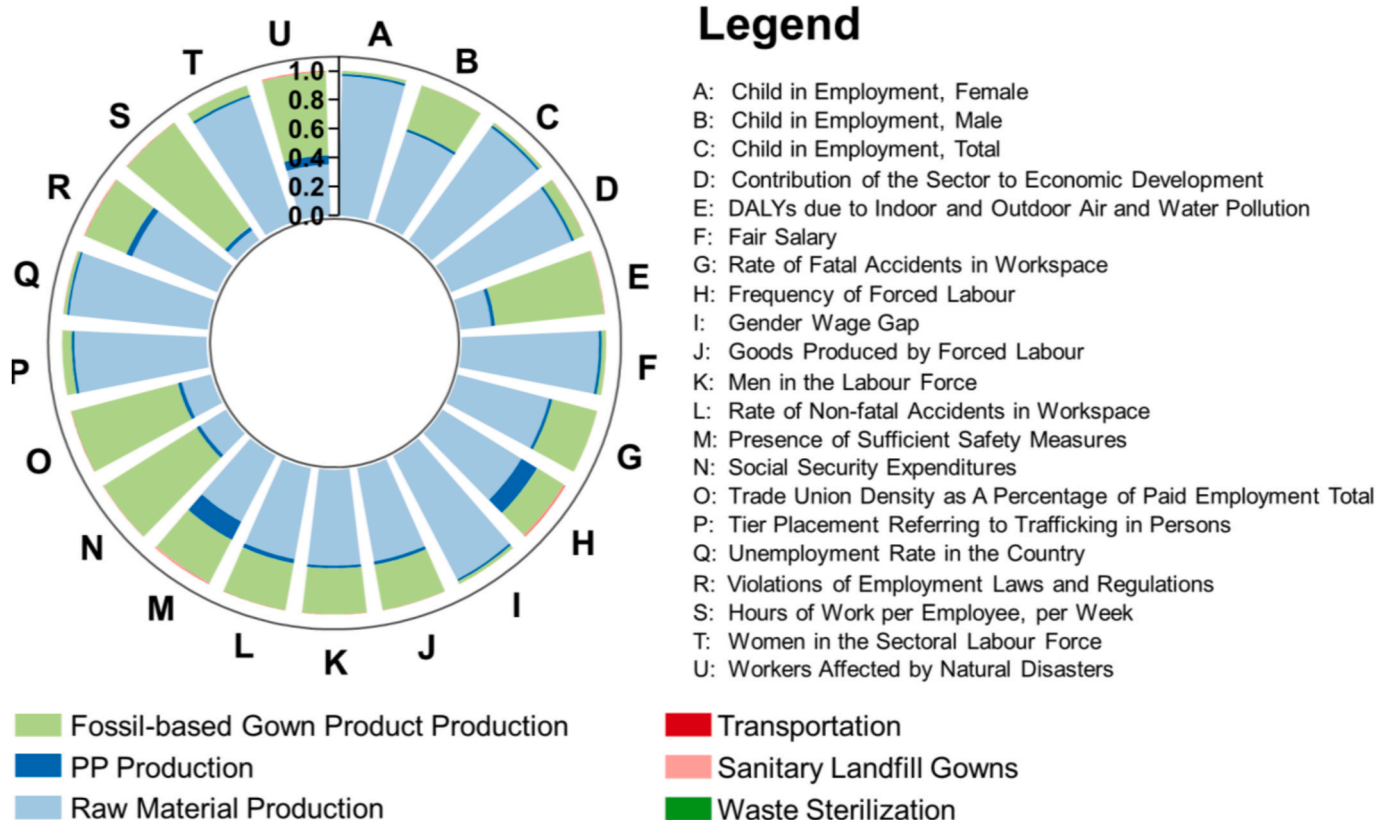 Legend
A: Child in Employment, Female
B: Child in Employment, Male
C: Child in Employment, Total
D: Contribution of the Sector to Economic Development
E: DALYs due to Indoor and Outdoor Air and Water Pollution
F: Fair Salary
G: Rate of Fatal Accidents in Workspace
H: Frequency of Forced Labour
I: Gender Wage Gap
J: Goods Produced by Forced Labour
K: Men in the Labour Force
L: Rate of Non-fatal Accidents in Workspace
M: Presence of Sufficient Safety Measures
N: Social Security Expenditures
O: Trade Union Density as A Percentage of Paid Employment Total
P: Tier Placement Referring to Trafficking in Persons
Q: Unemployment Rate in the Country
R: Violations of Employment Laws and Regulations
S: Hours of Work per Employee, per Week
T: Women in the Sectoral Labour Force
U: Workers Affected by Natural Disasters
A
B
C
D
E
F
G
H
I
J
K
L
M
N
O
P
Q
R
S
T
U
1.0
0.8
0.6
0.4
0.2
0.0
Fossil-based Gown Product Production
PP Production
Raw Material Production
Transportation
Sanitary Landfill Gowns
Waste Sterilization